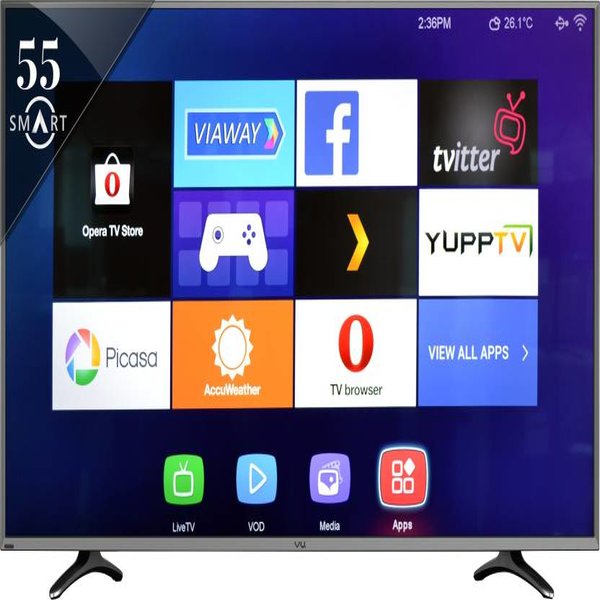 2:36PM 26.1°C
55
SMART
VIAWAY
f
tvitter
Opera TV Store
YUPPTV
Picasa
AccuWeather
TV browser
VIEW ALL APPS
LiveTV
VOD
Media
Apps
VU